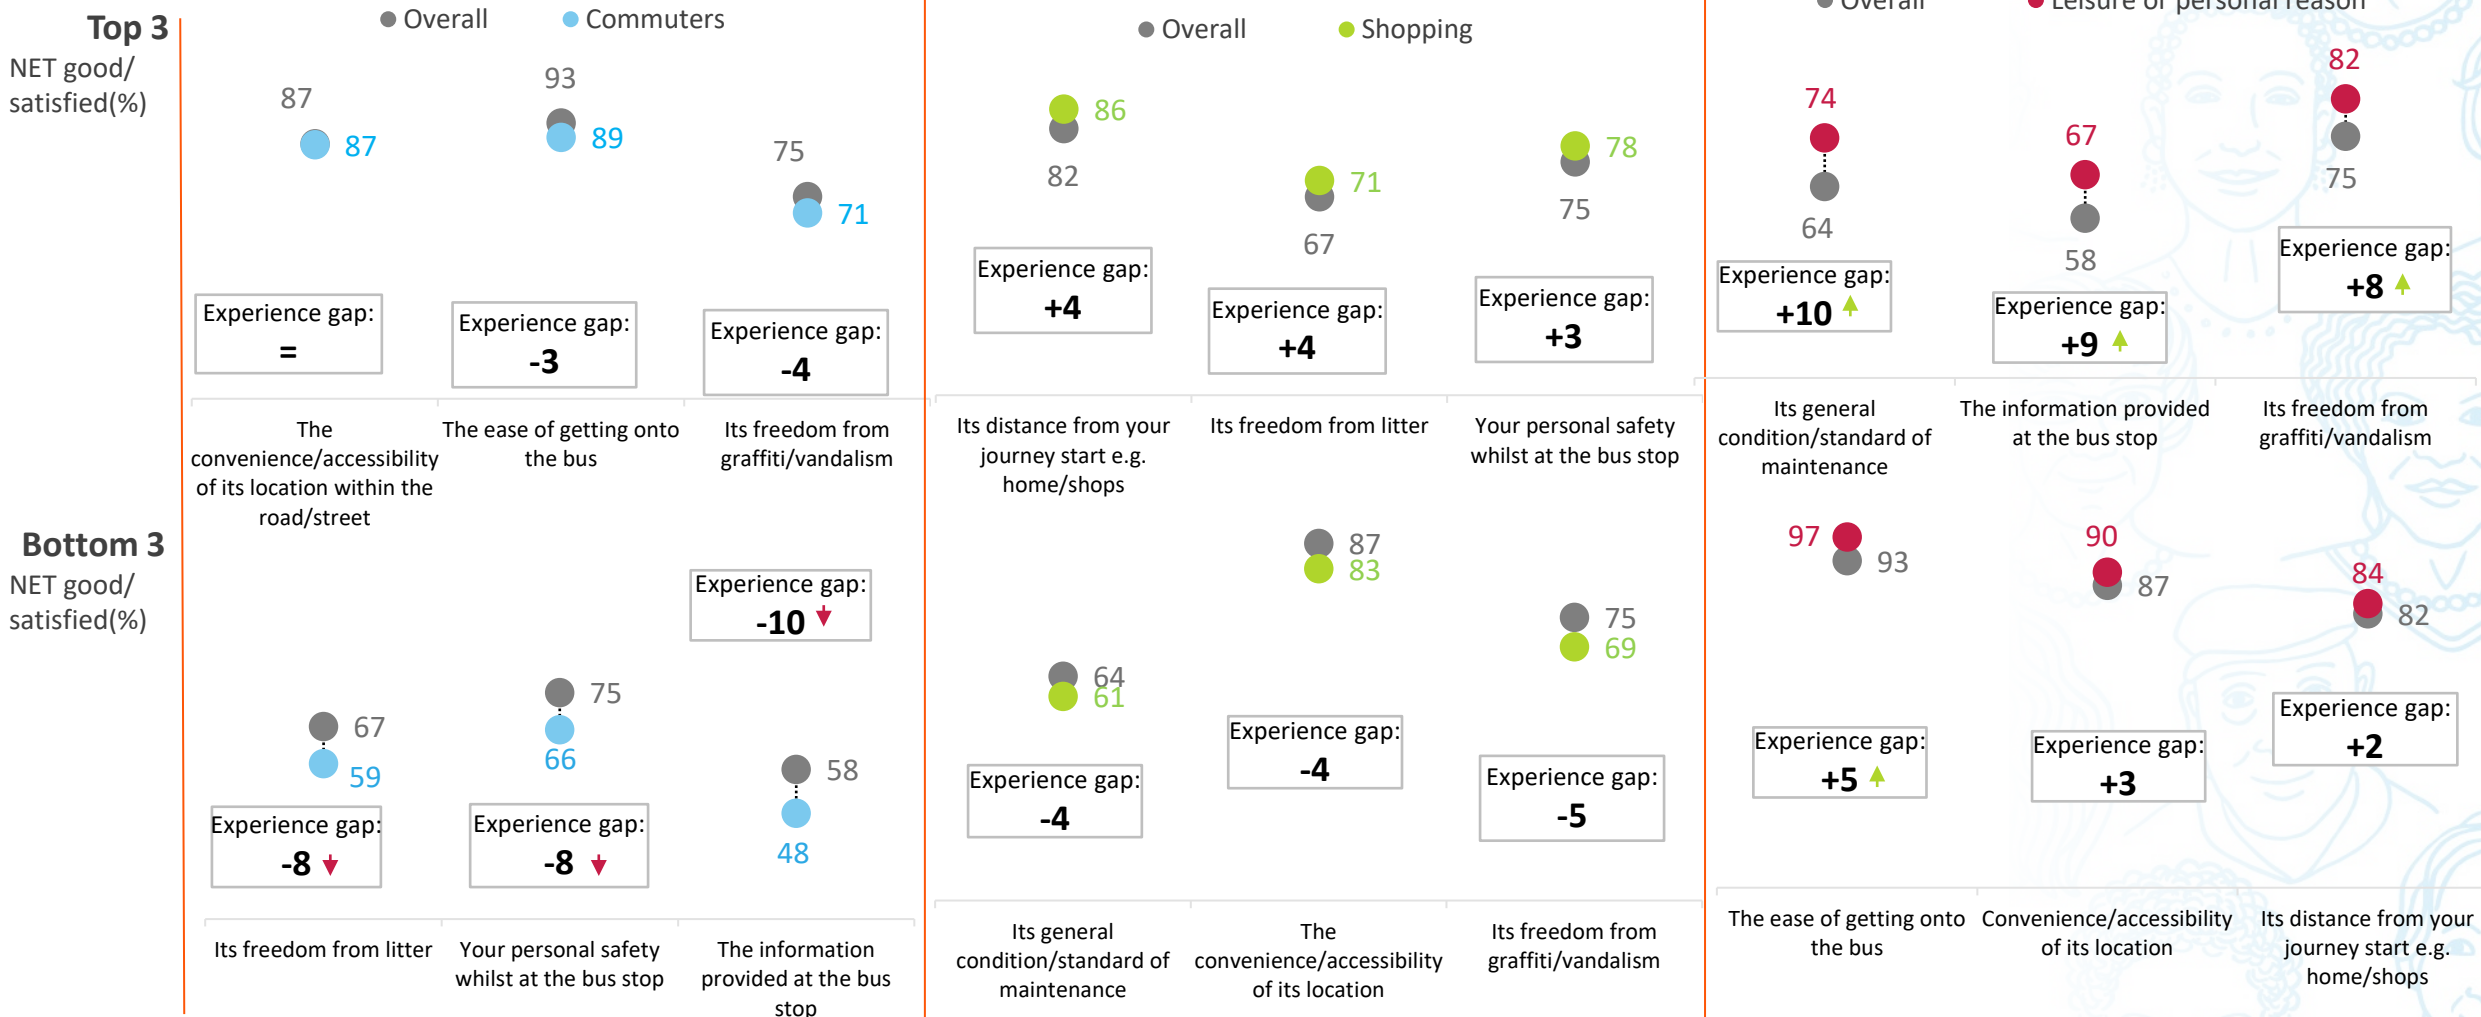 Top 3
NET good/
satisfied(%)
Overall
Commuters
87
87
93
89
75
71
Experience gap:
=
Experience gap:
-3
Experience gap:
-4
The
convenience/accessibility
of its location within the
road/street
The ease of getting onto
the bus
Its freedom from
graffiti/vandalism
Overall
Shopping
86
82
71
67
78
75
Experience gap:
+4
Experience gap:
+4
Experience gap:
+3
Its distance from your
journey start e.g.
home/shops
Its freedom from litter
Your personal safety
whilst at the bus stop
Overall
Leisure or personal reason
74
64
67
58
82
75
Experience gap:
+10
Experience gap:
+9
Experience gap:
+8
Its general
condition/standard of
maintenance
The information provided
at the bus stop
Its freedom from
graffiti/vandalism
Bottom 3
NET good/
satisfied(%)
67
59
75
66
58
48
Experience gap:
-8
Experience gap:
-8
Experience gap:
-10
Its freedom from litter
Your personal safety
whilst at the bus stop
The information
provided at the bus
stop
64
61
87
83
75
69
Experience gap:
-4
Experience gap:
-4
Experience gap:
-5
Its general
condition/standard of
maintenance
The
convenience/accessibility
of its location
Its freedom from
graffiti/vandalism
97
93
90
87
84
82
Experience gap:
+5
Experience gap:
+3
Experience gap:
+2
The ease of getting onto
the bus
Convenience/accessibility
of its location
Its distance from your
journey start e.g.
home/shops